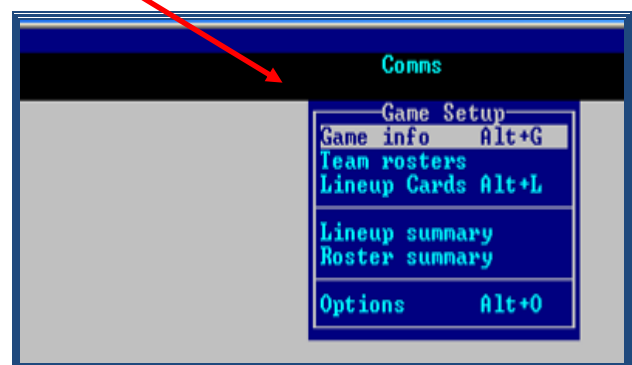 Comms
Game Setup
Game info Alt+G
Team rosters
Lineup Cards Alt+L
Lineup summary
Roster summary
Options Alt+O